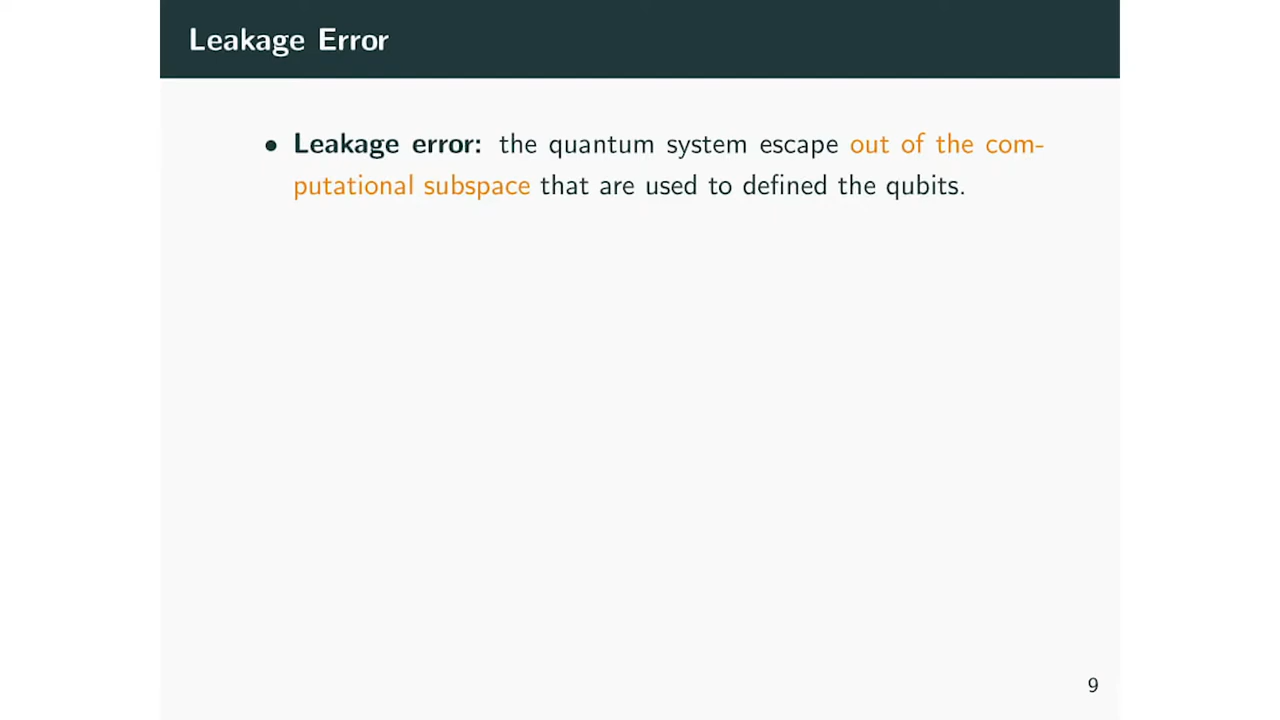 Leakage Error
• Leakage error: the quantum system escape out of the com-
putational subspace that are used to defined the qubits.
9